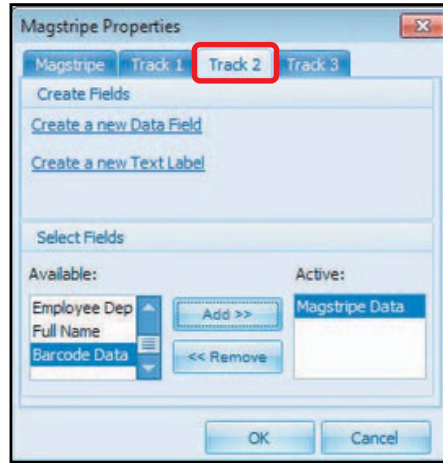 Magstripe Properties
Magstripe Track 1 Track 2 Track 3
Create Fields
Create a new Data Field
Create a new Text Label
Select Fields
Available: Active:
Employee Dep Add >> Magstripe Data
Full Name
Barcode Data << Remove
OK Cancel